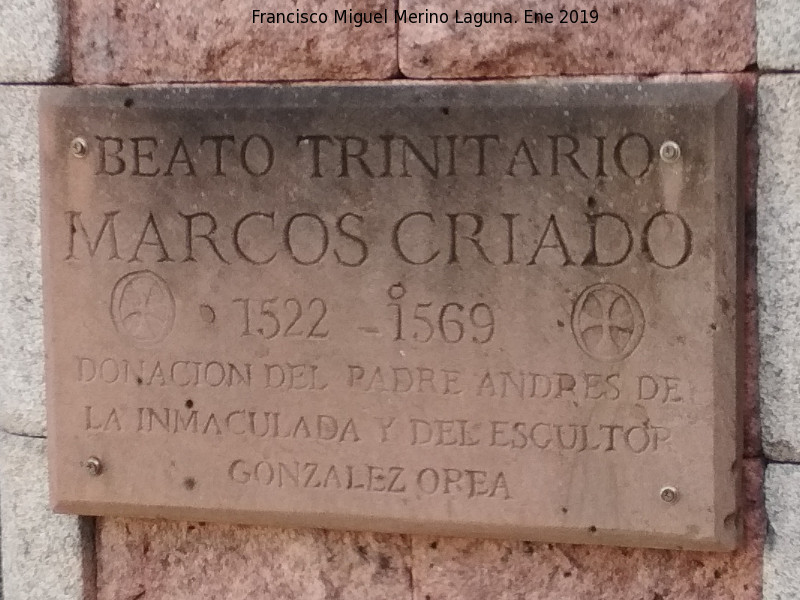 Francisco Miguel Merino Laguna. Ene 2019
BEATO TRINITARIO
MARCOS CRIADO
1522 - 1569
DONACION DEL PADRE ANDRES DE
LA INMACULADA Y DEL ESCULTOR
GONZALEZ OREA